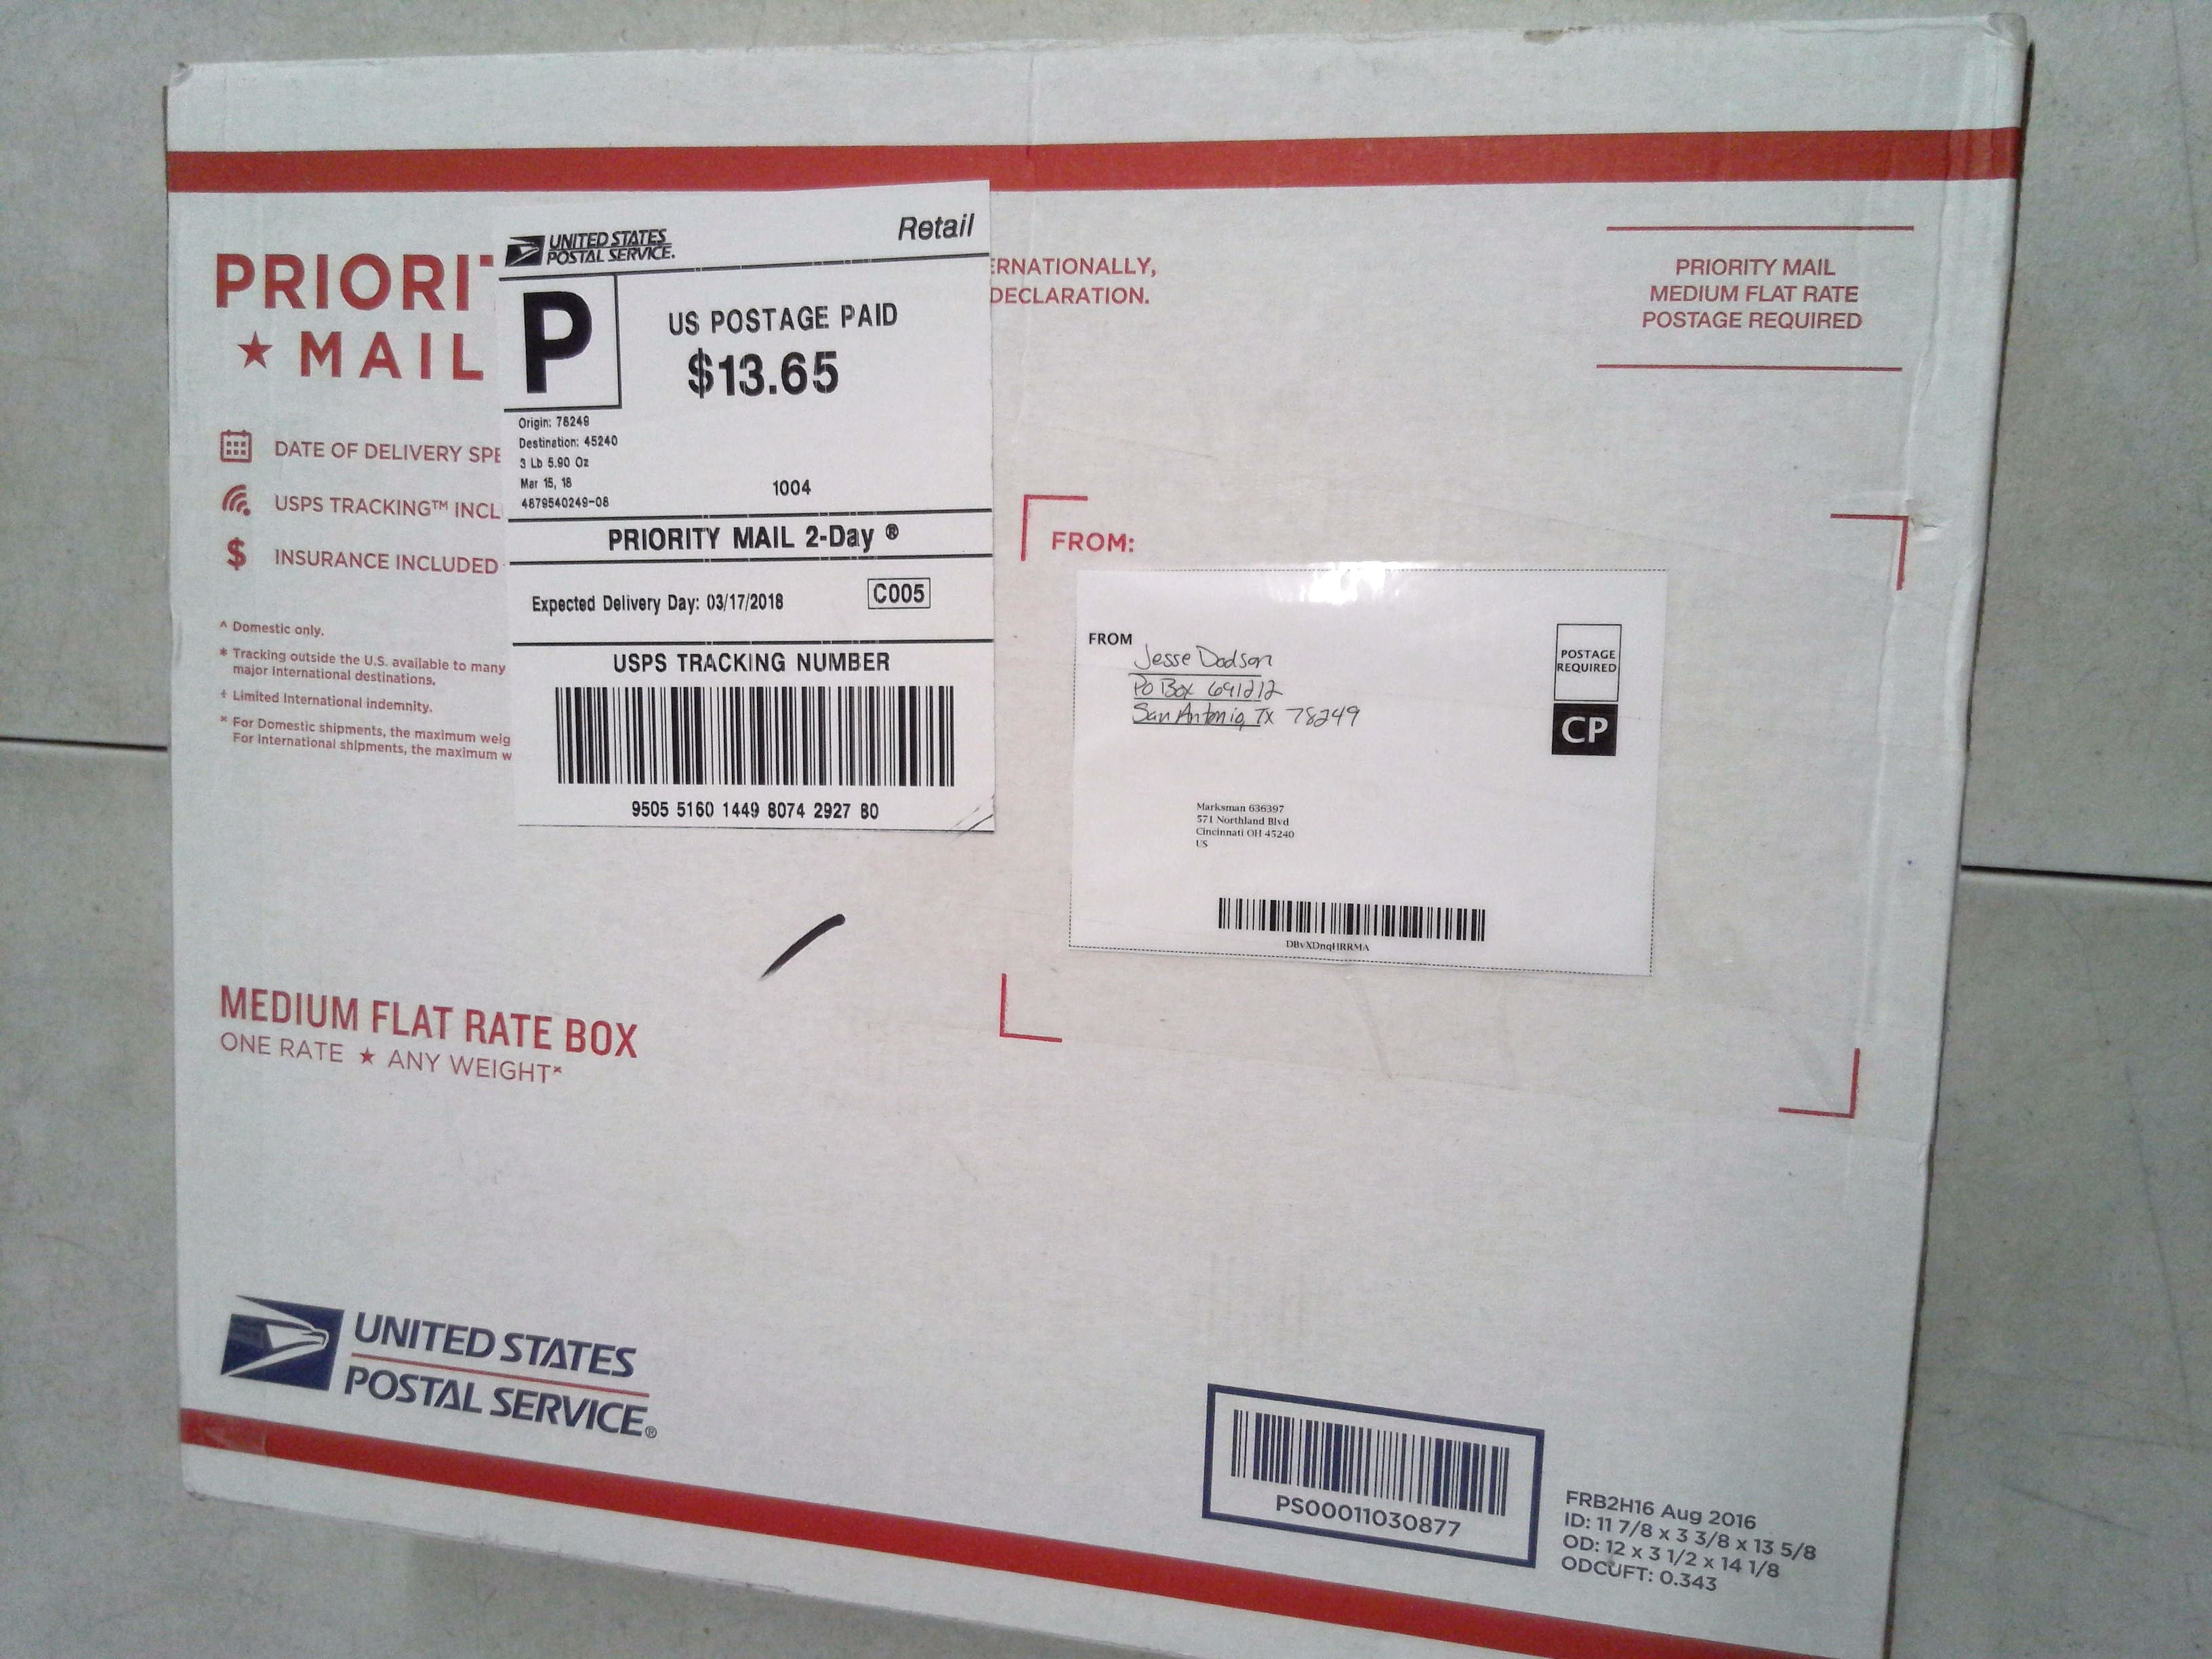 PRIORI
★ MAIL
DATE OF DELIVERY SPE
USPS TRACKING™ INCL
$ INSURANCE INCLUDED
^ Domestic only.
* Tracking outside the U.S. available to many
major international destinations.
‡ Limited International indemnity.
* For Domestic shipments, the maximum weig
For International shipments, the maximum w
UNITED STATES
POSTAL SERVICE.
Retail
P
US POSTAGE PAID
$13.65
Origin: 78249
Destination: 45240
3 Lb 5.90 Oz
Mar 15, 18
4879540249-08
1004
PRIORITY MAIL 2-Day ®
Expected Delivery Day: 03/17/2018
C005
USPS TRACKING NUMBER
9505 5160 1449 8074 2927 80
ERNATIONALLY,
DECLARATION.
PRIORITY MAIL
MEDIUM FLAT RATE
POSTAGE REQUIRED
FROM:
FROM
Jesse Dodson
PO Box 691212
San Antonio, TX 78249
POSTAGE
REQUIRED
CP
Marksman 636397
571 Northland Blvd
Cincinnati OH 45240
US
DBvXDnqHRRMA
MEDIUM FLAT RATE BOX
ONE RATE ★ ANY WEIGHT*
UNITED STATES
POSTAL SERVICE®
PS00011030877
FRB2H16 Aug 2016
ID: 11 7/8 x 3 3/8 x 13 5/8
OD: 12 x 3 1/2 x 14 1/8
ODCUFT: 0.343